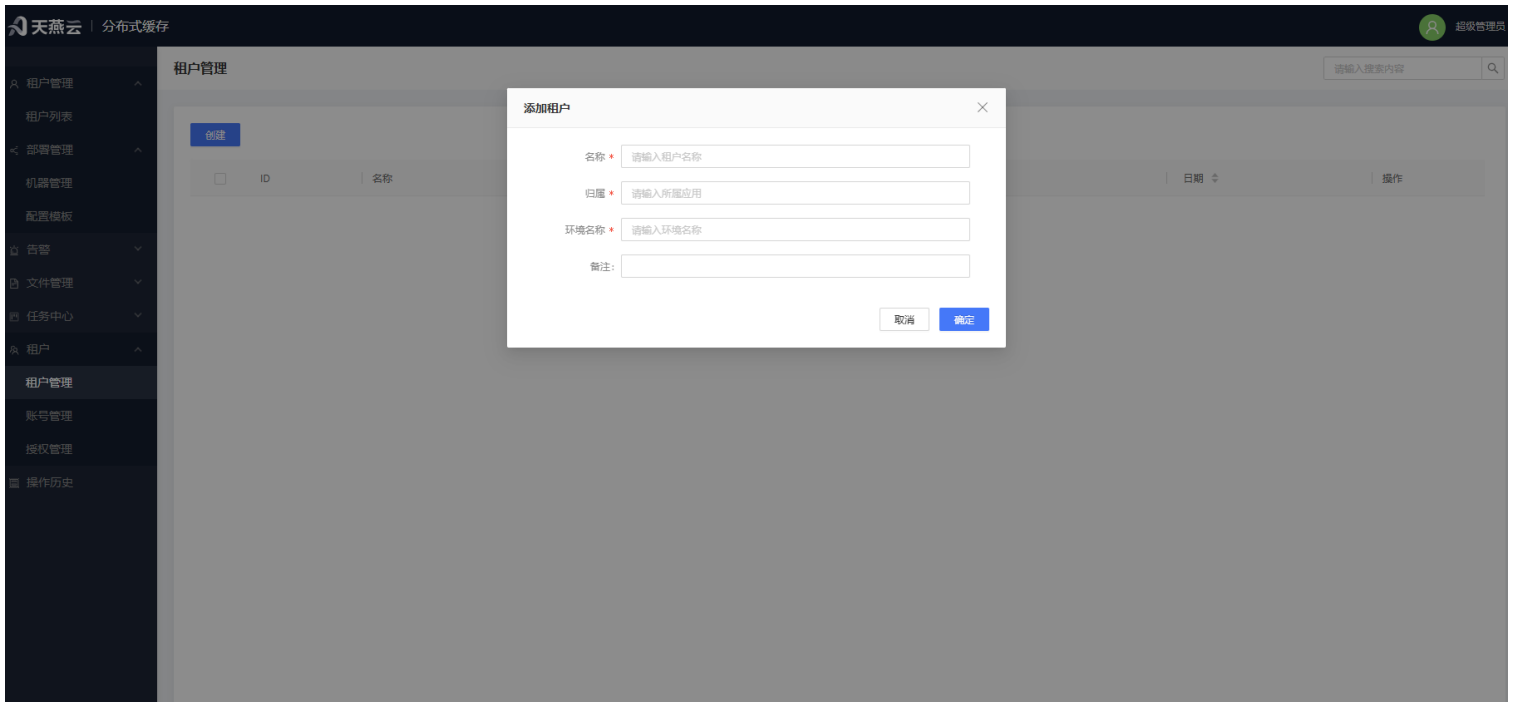 天燕云 | 分布式缓存
超级管理员
租户管理
租户列表
部署管理
机器管理
配置模板
告警
文件管理
任务中心
租户
租户管理
账号管理
授权管理
操作历史
租户管理
请输入搜索内容
创建
ID 名称 日期 操作
添加租户
名称 * 请输入租户名称
归属 * 请输入所属应用
环境名称 * 请输入环境名称
备注:
取消 确定